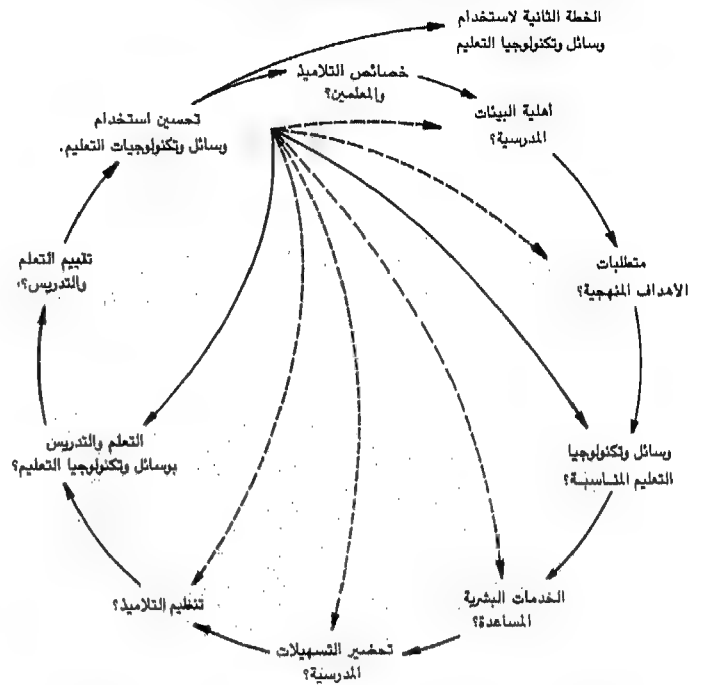 الخطة الثانية لاستخدام
وسائل وتكنولوجيا التعليم
خصائص التلاميذ
والمعلمين؟
أهلية البيئات
المدرسية؟
متطلبات
الاهداف المنهجية؟
وسائل وتكنولوجيا
التعليم المناسبة؟
الخدمات البشرية
المساعدة؟
تحضير التسهيلات
المدرسية؟
تنظيم التلاميذ؟
التعلم والتدريس
بوسائل وتكنولوجيا التعليم؟
تقييم التعلم
والتدريس؟
تحسين استخدام
وسائل وتكنولوجيات التعليم.